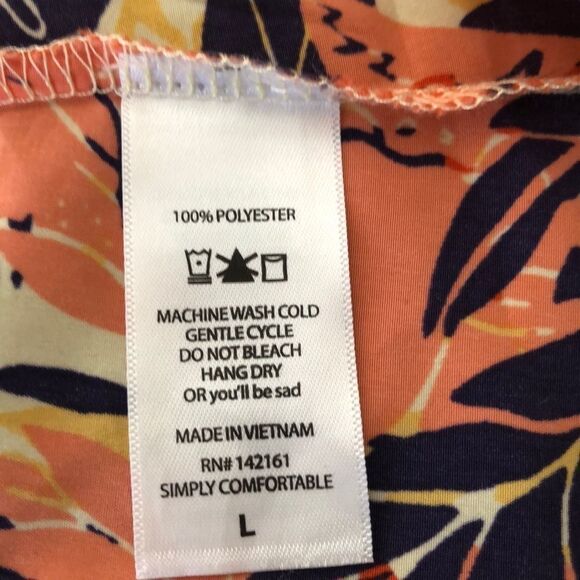 100% POLYESTER
MACHINE WASH COLD
GENTLE CYCLE
DO NOT BLEACH
HANG DRY
OR you'll be sad
MADE IN VIETNAM
RN# 142161
SIMPLY COMFORTABLE
L